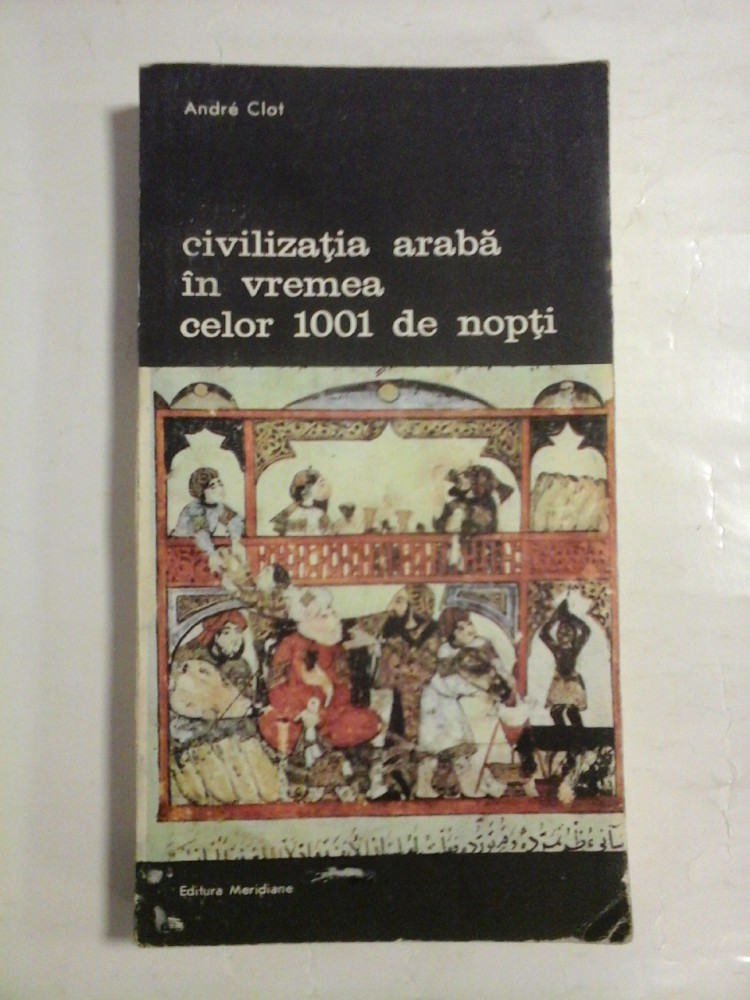 André Clot
civilizaţia arabă
în vremea
celor 1001 de nopţi
Editura Meridiane